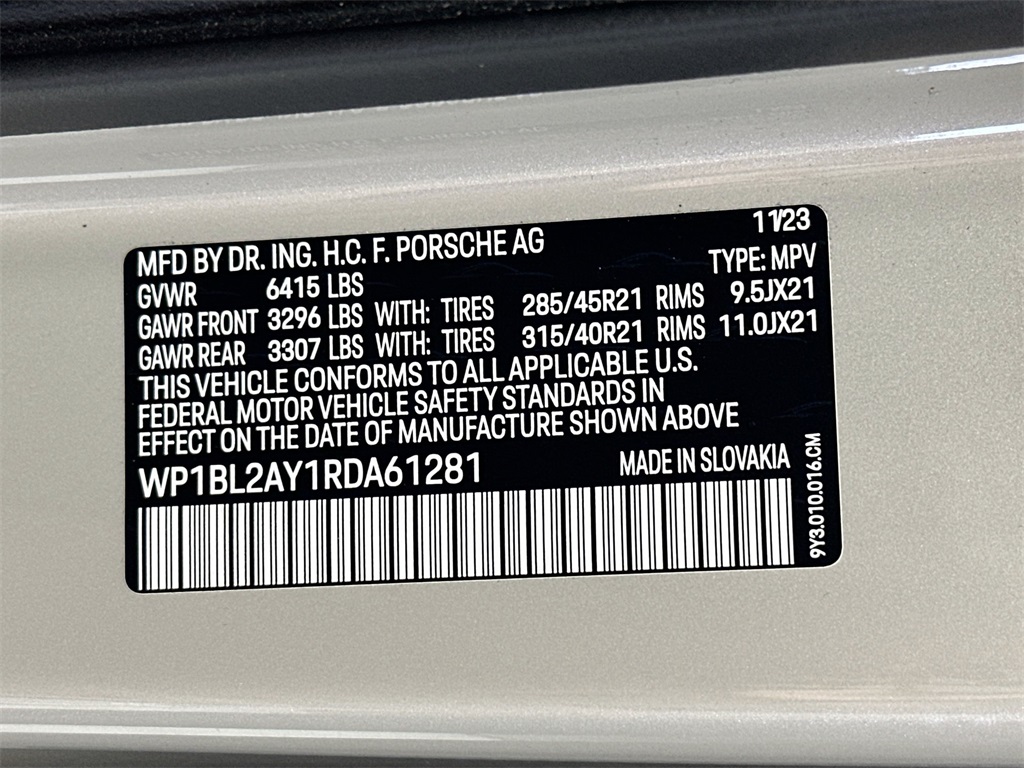 11/23
MFD BY DR. ING. H.C. F. PORSCHE AG
TYPE: MPV
GVWR 6415 LBS
GAWR FRONT 3296 LBS WITH: TIRES 285/45R21 RIMS 9.5JX21
GAWR REAR 3307 LBS WITH: TIRES 315/40R21 RIMS 11.0JX21
THIS VEHICLE CONFORMS TO ALL APPLICABLE U.S.
FEDERAL MOTOR VEHICLE SAFETY STANDARDS IN
EFFECT ON THE DATE OF MANUFACTURE SHOWN ABOVE
WP1BL2AY1RDA61281 MADE IN SLOVAKIA
9Y3.010.016.CM